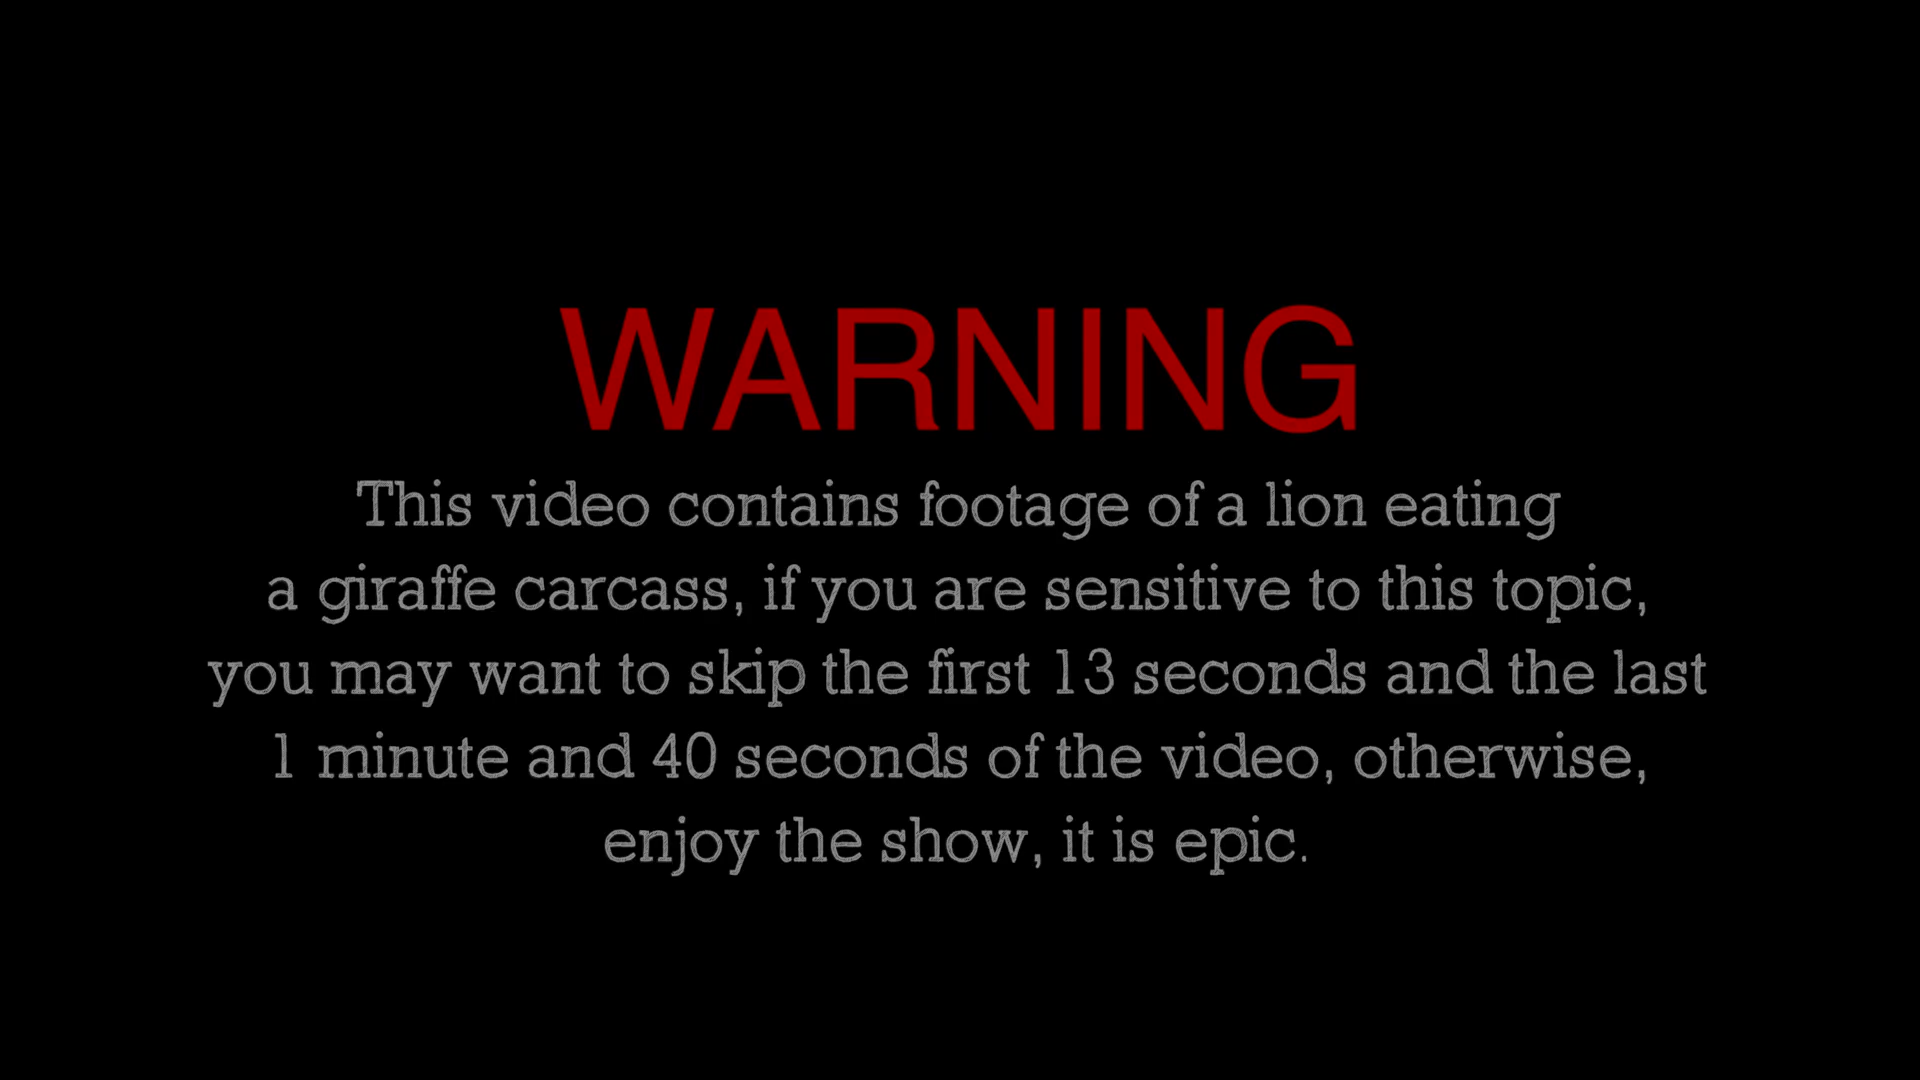 WARNING
This video contains footage of a lion eating
a giraffe carcass, if you are sensitive to this topic,
you may want to skip the first 13 seconds and the last
1 minute and 40 seconds of the video, otherwise,
enjoy the show, it is epic.